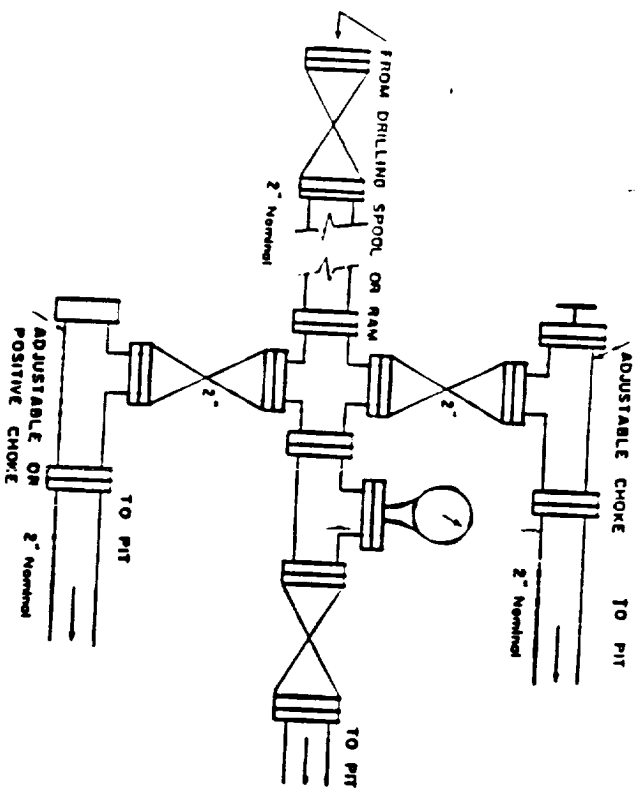 FROM DRILLING SPOOL OR RAM
2" Nominal
ADJUSTABLE CHOKE
TO PIT
2" Nominal
2"
2"
ADJUSTABLE OR
POSITIVE CHOKE
TO PIT
2" Nominal
TO PIT